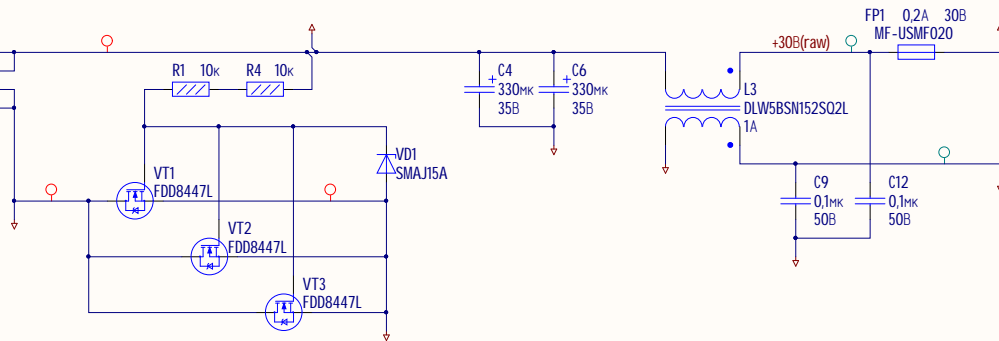 FP1 0,2А 30В
MF-USMF020
+30В(raw)
R1 10к R4 10к
C4
330мк
35В
C6
330мк
35В
L3
DLW5BSN152SQ2L
1А
VD1
SMAJ15A
VT1
FDD8447L
C9
0,1мк
50В
C12
0,1мк
50В
VT2
FDD8447L
VT3
FDD8447L